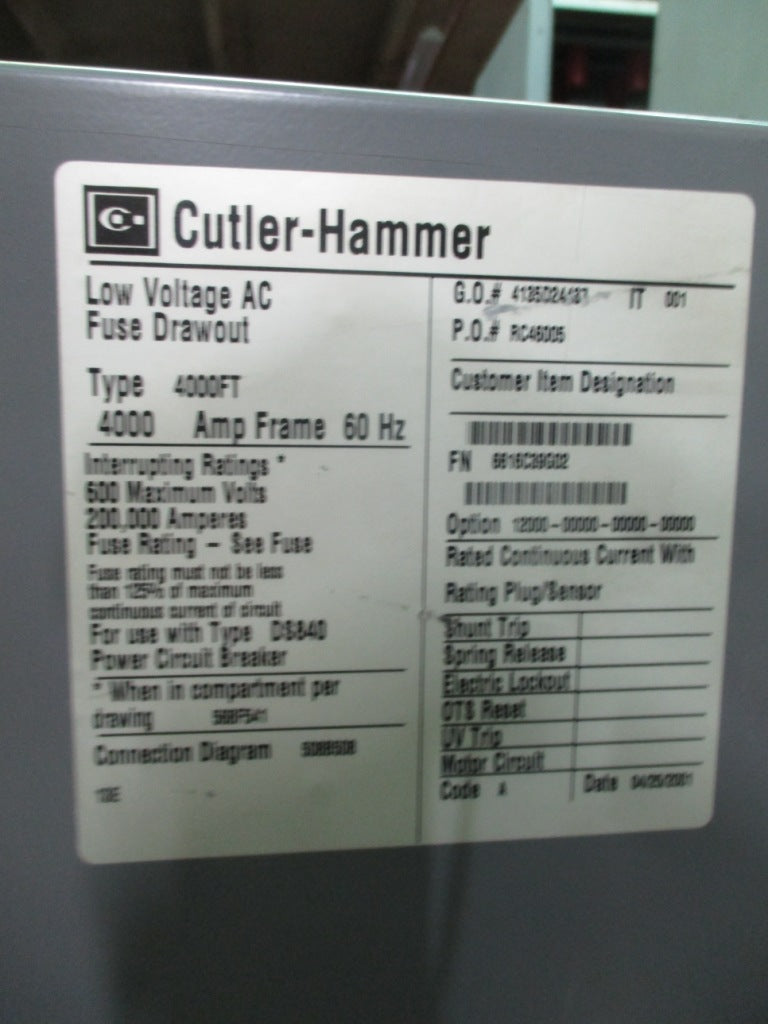 Cutler-Hammer
Low Voltage AC
Fuse Drawout
Type 4000FT
4000 Amp Frame 60 Hz
Interrupting Ratings *
600 Maximum Volts
200,000 Amperes
Fuse Rating - See Fuse
Fuse rating must not be less
than 125% of maximum
continuous current of circuit
For use with Type DS840
Power Circuit Breaker
* When in compartment per
drawing
Connection Diagram
G.O.# IT 001
P.O.# RC46005
Customer Item Designation
FN 6616C39G02
Option 12000-00000-00000-00000
Rated Continuous Current With
Rating Plug/Sensor
Shunt Trip
Spring Release
Electric Lockout
OTS Reset
UV Trip
Motor Circuit
Code A Date 04/25/2001